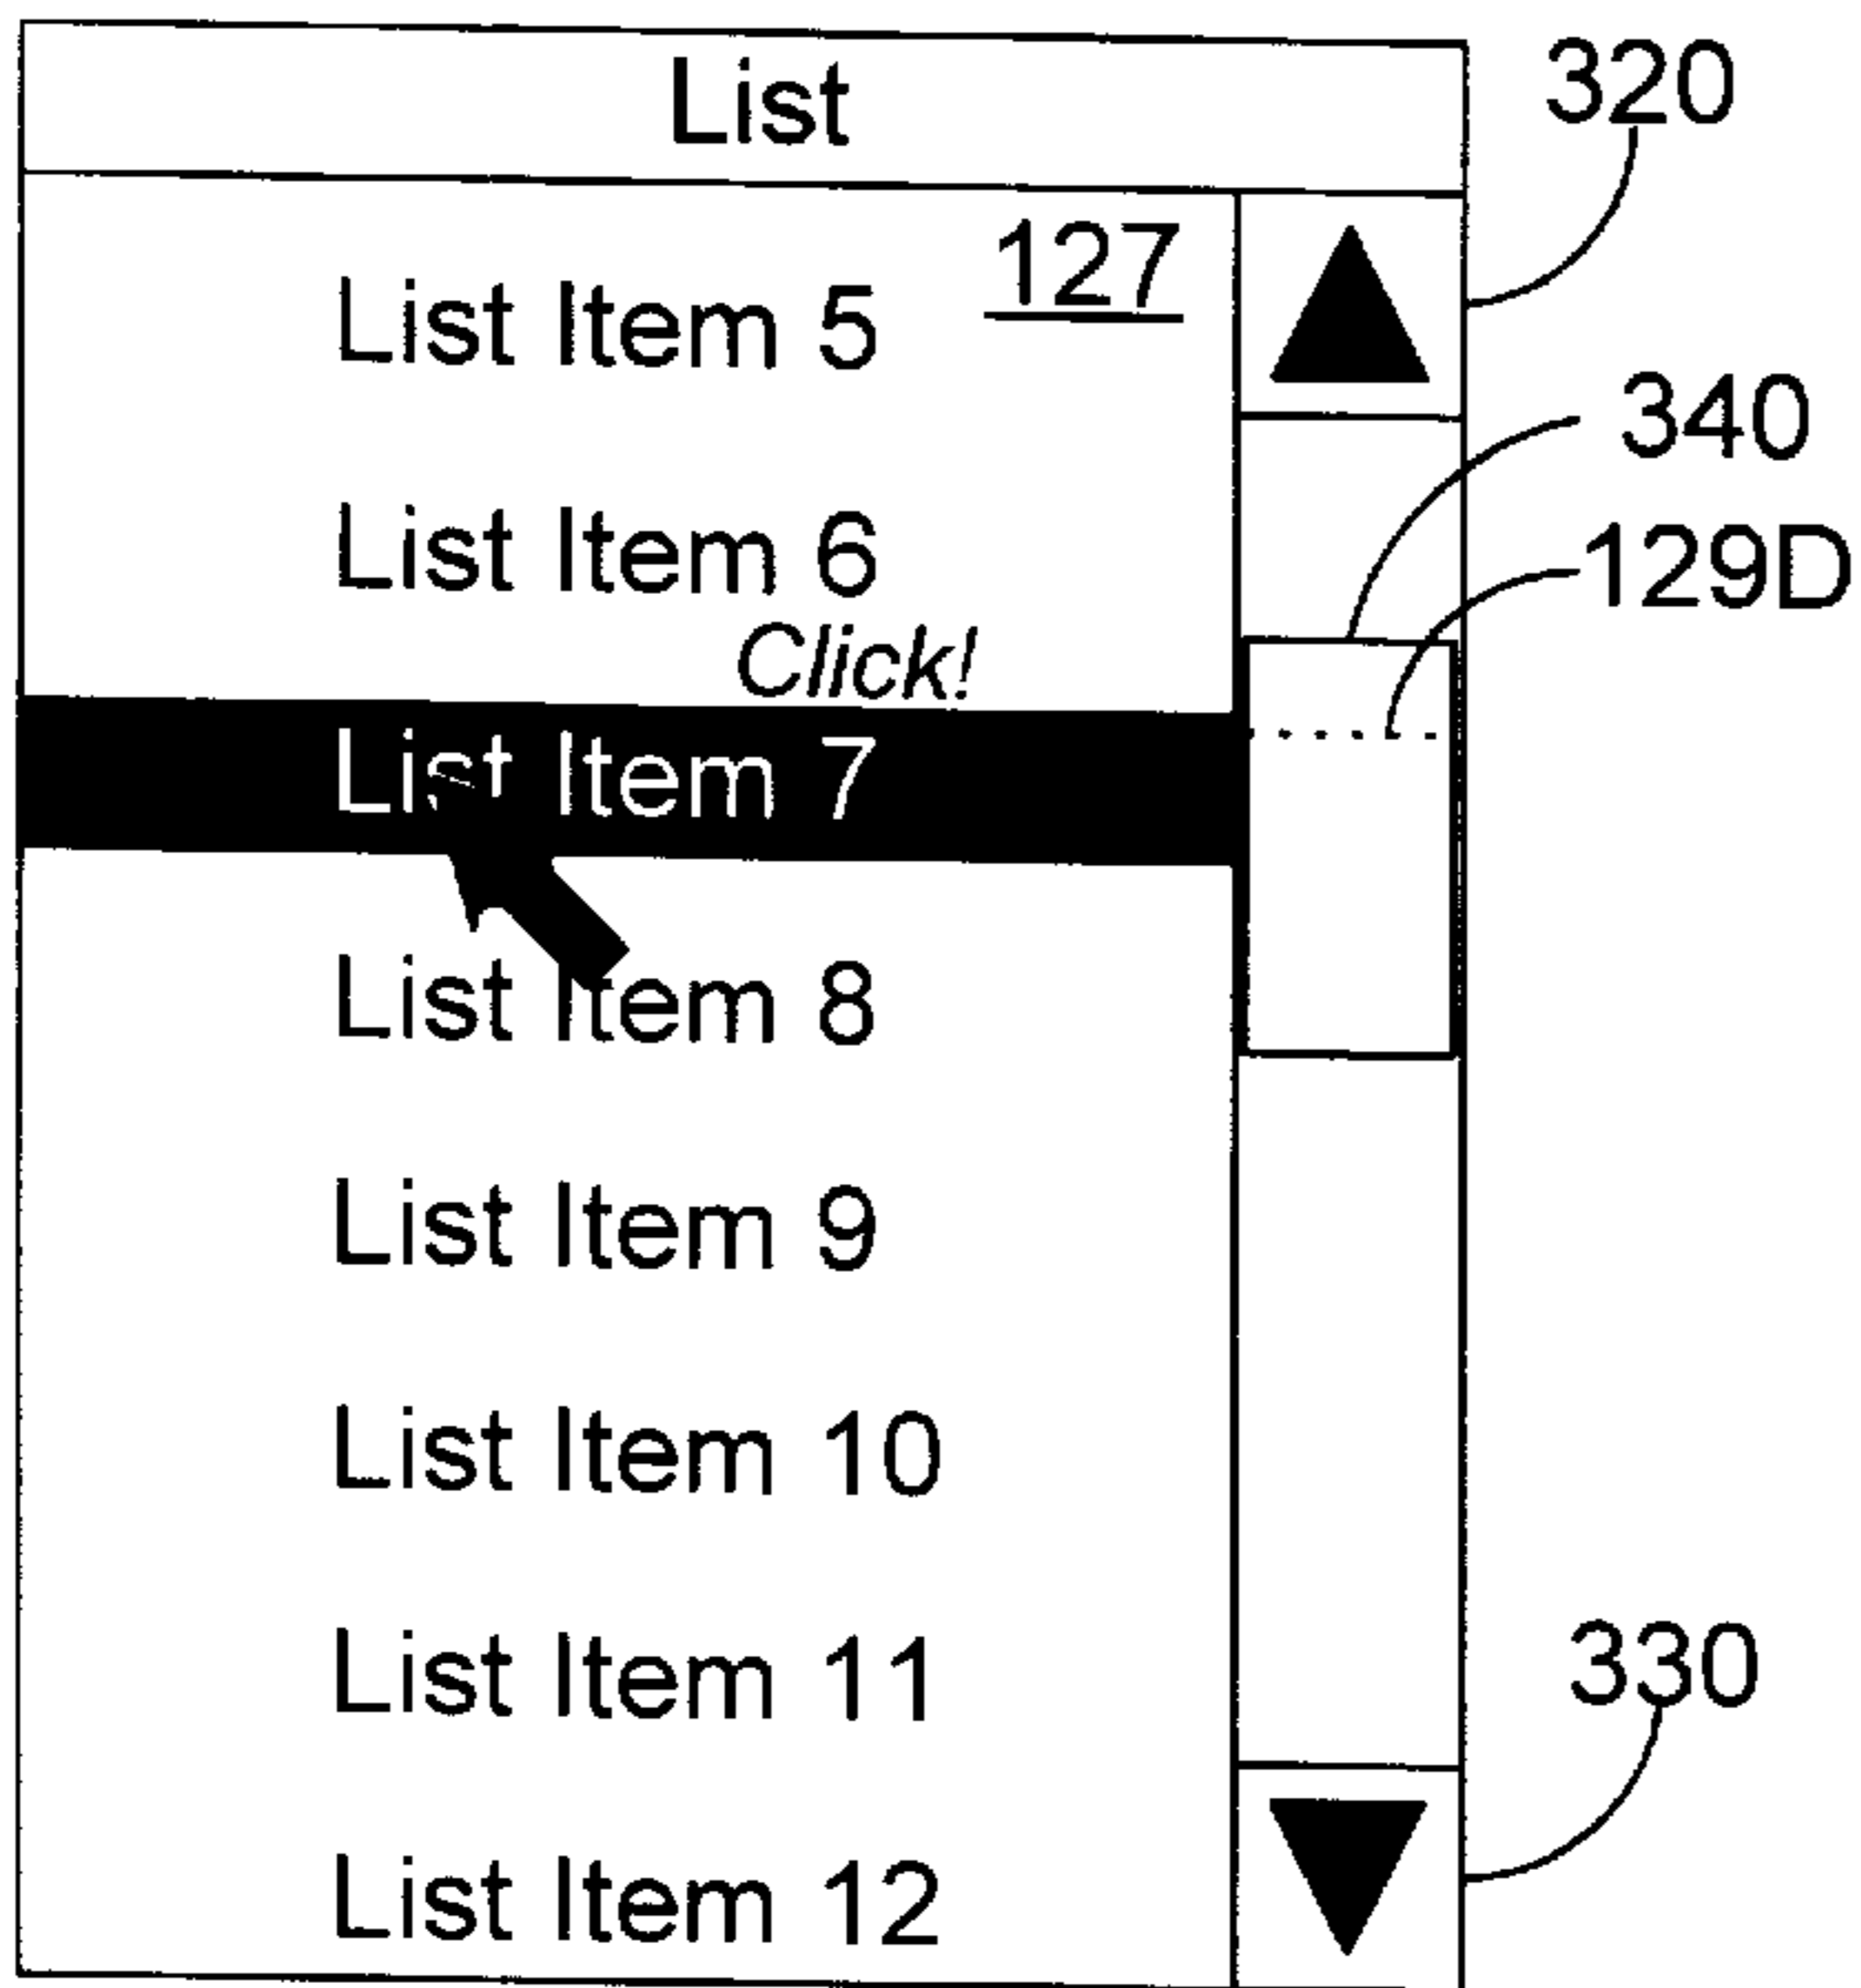 List
320
127
List Item 5
340
List Item 6
129D
Click!
List Item 7
List Item 8
List Item 9
List Item 10
List Item 11
330
List Item 12